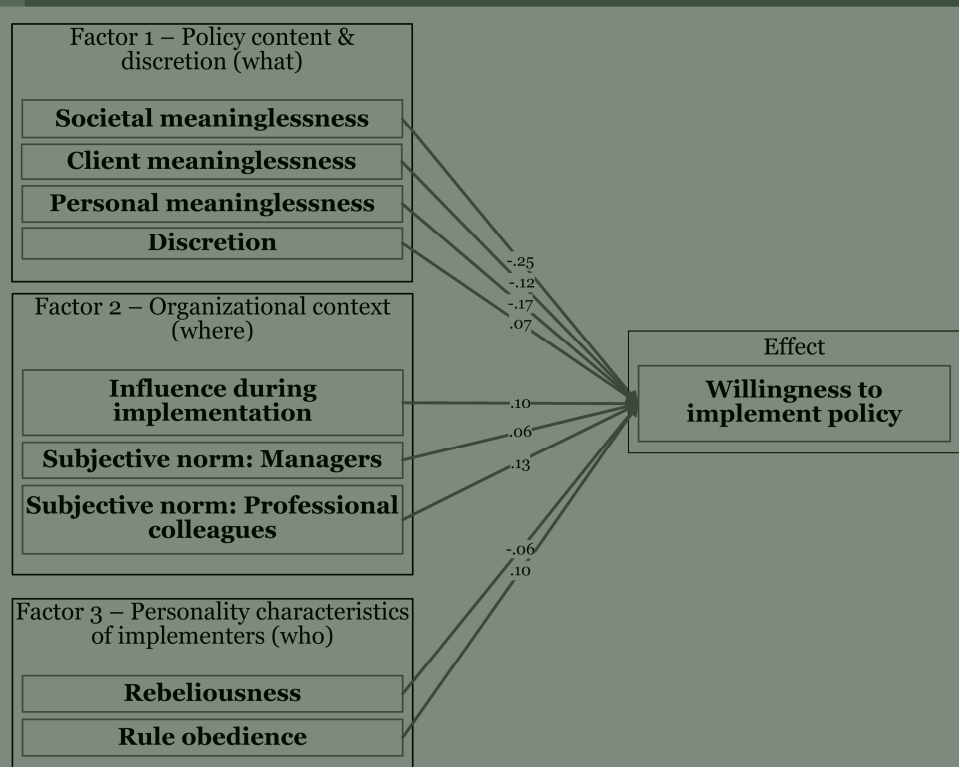 Factor 1 – Policy content &
discretion (what)
Societal meaninglessness
Client meaninglessness
Personal meaninglessness
Discretion
-.25
-.12
-.17
.07
Factor 2 – Organizational context
(where)
Influence during
implementation
Subjective norm: Managers
Subjective norm: Professional
colleagues
.10
.06
.13
Effect
Willingness to
implement policy
-.06
.10
Factor 3 – Personality characteristics
of implementers (who)
Rebeliousness
Rule obedience